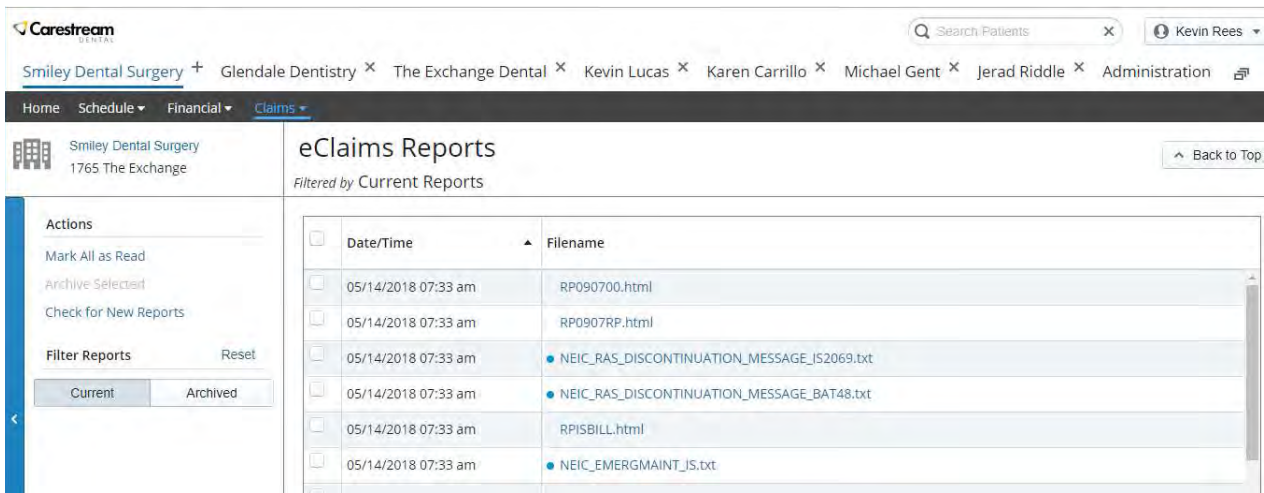 Carestream
DENTAL
Search Patients
Kevin Rees
Smiley Dental Surgery + Glendale Dentistry × The Exchange Dental × Kevin Lucas × Karen Carrillo × Michael Gent × Jerad Riddle × Administration
Home Schedule Financial Claims
Smiley Dental Surgery
1765 The Exchange
eClaims Reports
Filtered by Current Reports
Back to Top
Actions
Mark All as Read
Archive Selected
Check for New Reports
Filter Reports Reset
Current Archived
Date/Time Filename
05/14/2018 07:33 am RP090700.html
05/14/2018 07:33 am RP0907RP.html
05/14/2018 07:33 am NEIC_RAS_DISCONTINUATION_MESSAGE_IS2069.txt
05/14/2018 07:33 am NEIC_RAS_DISCONTINUATION_MESSAGE_BAT48.txt
05/14/2018 07:33 am RPISBILL.html
05/14/2018 07:33 am NEIC_EMERGMAINT_IS.txt